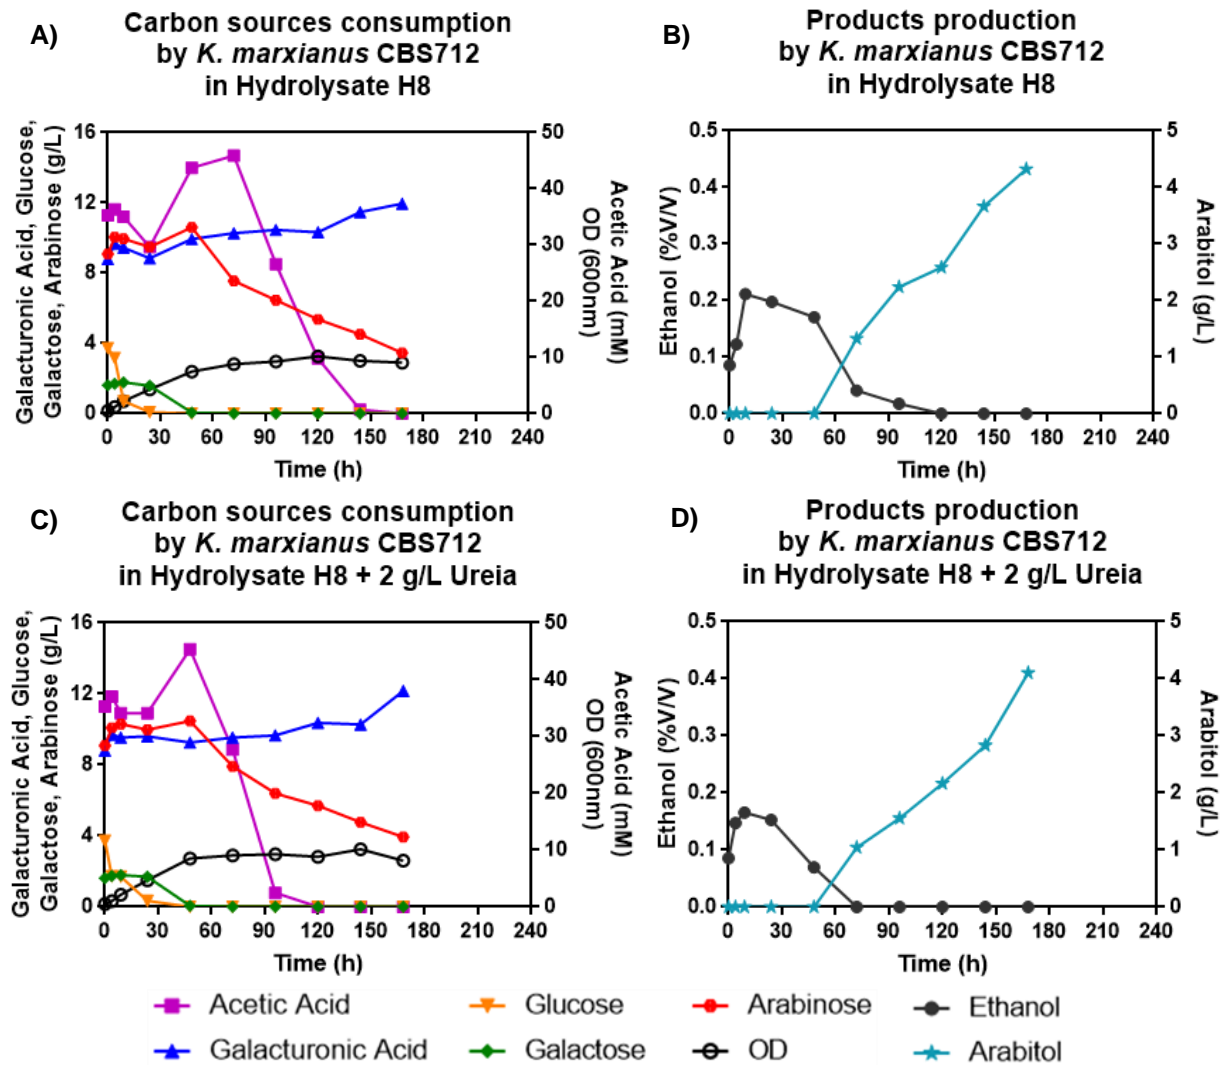 A)
Carbon sources consumption
by K. marxianus CBS712
in Hydrolysate H8
Galacturonic Acid, Glucose,
Galactose, Arabinose (g/L)
16
12
8
4
0
50
40
30
20
10
0
Acetic Acid (mM)
OD (600nm)
0 30 60 90 120 150 180 210 240
Time (h)
B)
Products production
by K. marxianus CBS712
in Hydrolysate H8
Ethanol (%V/V)
0.5
0.4
0.3
0.2
0.1
0.0
5
4
3
2
1
0
Arabitol (g/L)
0 30 60 90 120 150 180 210 240
Time (h)
C)
Carbon sources consumption
by K. marxianus CBS712
in Hydrolysate H8 + 2 g/L Ureia
Galacturonic Acid, Glucose,
Galactose, Arabinose (g/L)
16
12
8
4
0
50
40
30
20
10
0
Acetic Acid (mM)
OD (600nm)
0 30 60 90 120 150 180 210 240
Time (h)
D)
Products production
by K. marxianus CBS712
in Hydrolysate H8 + 2 g/L Ureia
Ethanol (%V/V)
0.5
0.4
0.3
0.2
0.1
0.0
5
4
3
2
1
0
Arabitol (g/L)
0 30 60 90 120 150 180 210 240
Time (h)
Acetic Acid Glucose Arabinose Ethanol
Galacturonic Acid Galactose OD Arabitol